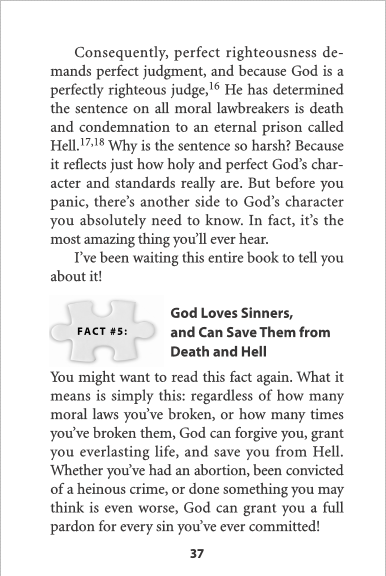 Consequently, perfect righteousness de-
mands perfect judgment, and because God is a
perfectly righteous judge,16 He has determined
the sentence on all moral lawbreakers is death
and condemnation to an eternal prison called
Hell.17,18 Why is the sentence so harsh? Because
it reflects just how holy and perfect God’s char-
acter and standards really are. But before you
panic, there’s another side to God’s character
you absolutely need to know. In fact, it’s the
most amazing thing you’ll ever hear.
I’ve been waiting this entire book to tell you
about it!
FACT #5:
God Loves Sinners,
and Can Save Them from
Death and Hell
You might want to read this fact again. What it
means is simply this: regardless of how many
moral laws you’ve broken, or how many times
you’ve broken them, God can forgive you, grant
you everlasting life, and save you from Hell.
Whether you’ve had an abortion, been convicted
of a heinous crime, or done something you may
think is even worse, God can grant you a full
pardon for every sin you’ve ever committed!
37